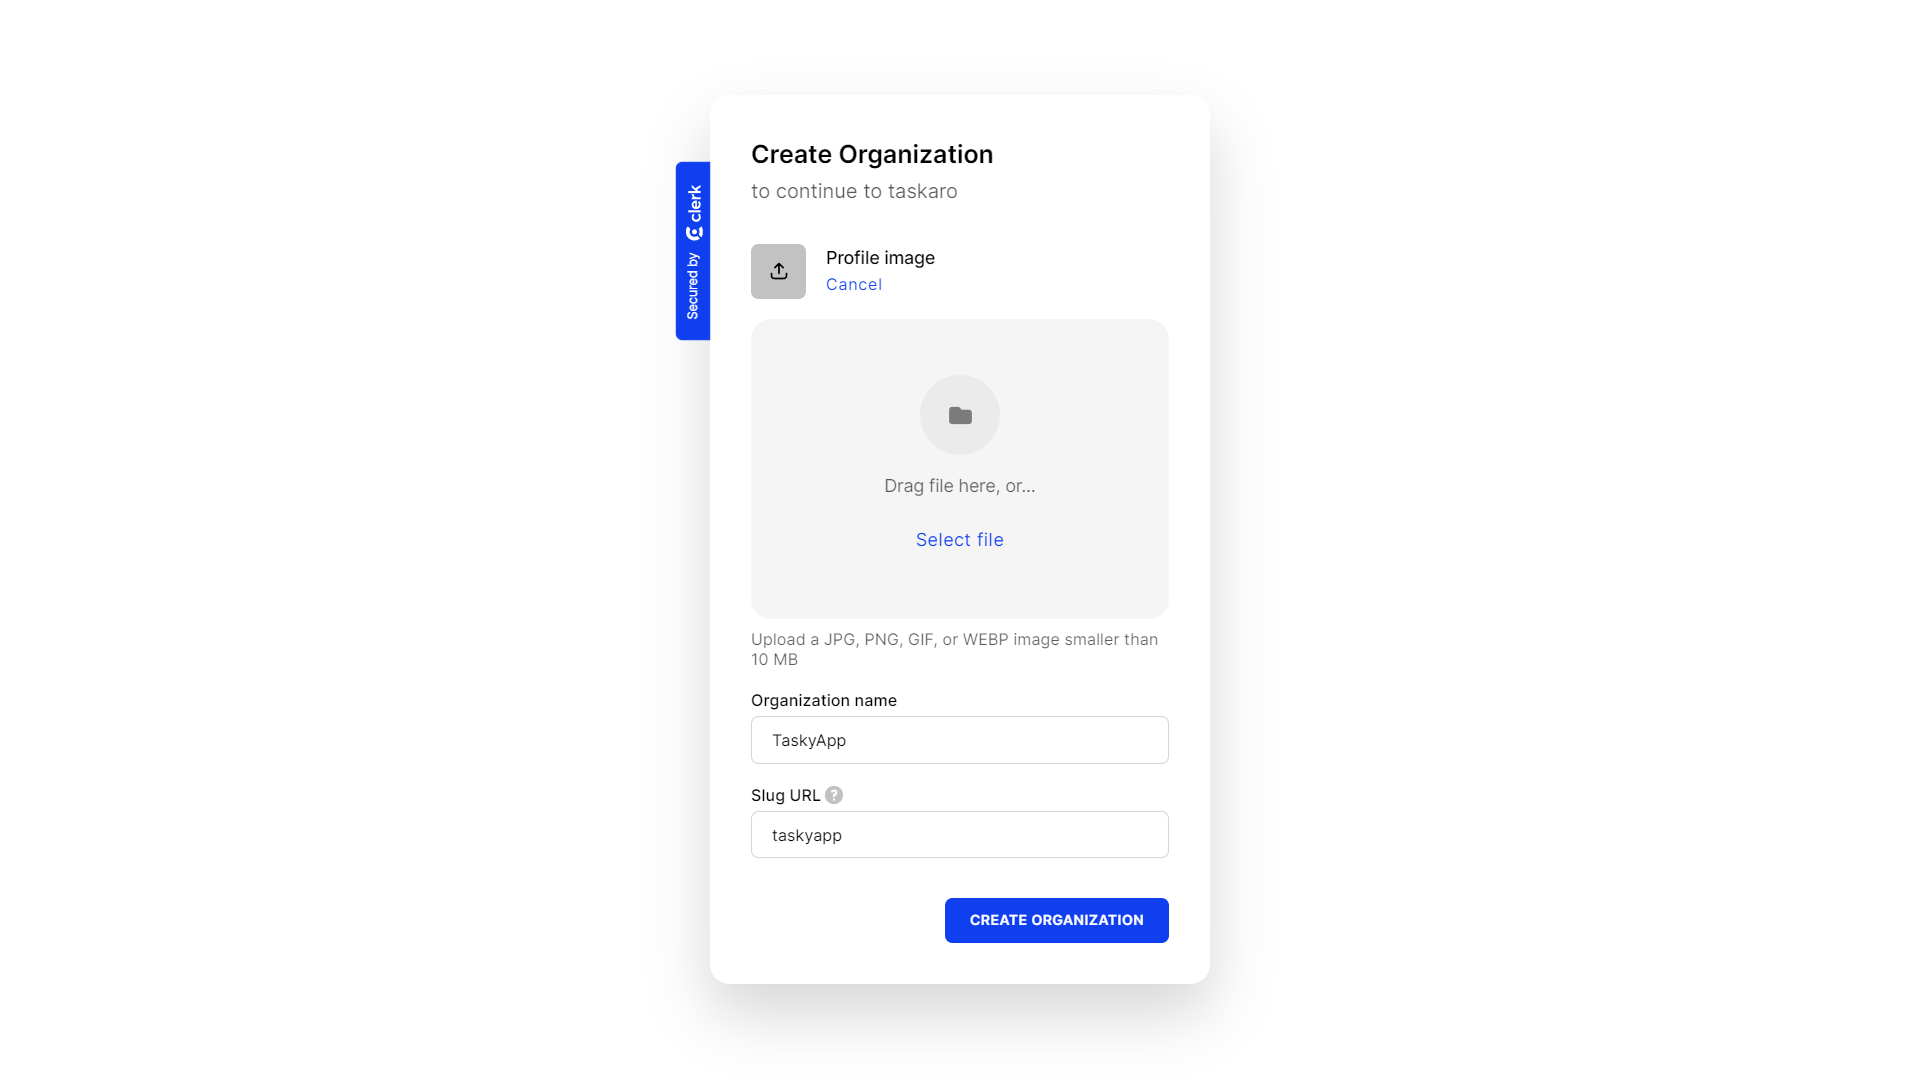 Create Organization
to continue to taskaro
Secured by clerk
Profile image
Cancel
Drag file here, or...
Select file
Upload a JPG, PNG, GIF, or WEBP image smaller than
10 MB
Organization name
TaskyApp
Slug URL ?
taskyapp
CREATE ORGANIZATION